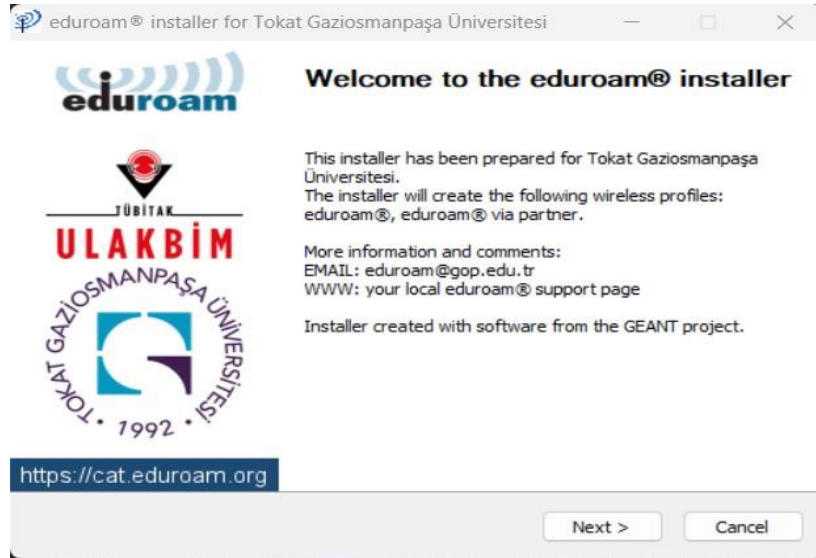 eduroam® installer for Tokat Gaziosmanpaşa Üniversitesi
eduroam
Welcome to the eduroam® installer
This installer has been prepared for Tokat Gaziosmanpaşa
Üniversitesi.
The installer will create the following wireless profiles:
eduroam®, eduroam® via partner.
More information and comments:
EMAIL: eduroam@gop.edu.tr
WWW: your local eduroam® support page
Installer created with software from the GEANT project.
TÜBİTAK
ULAKBİM
TOKAT GAZİOSMANPAŞA ÜNİVERSİTESİ
1992
https://cat.eduroam.org
Next >
Cancel